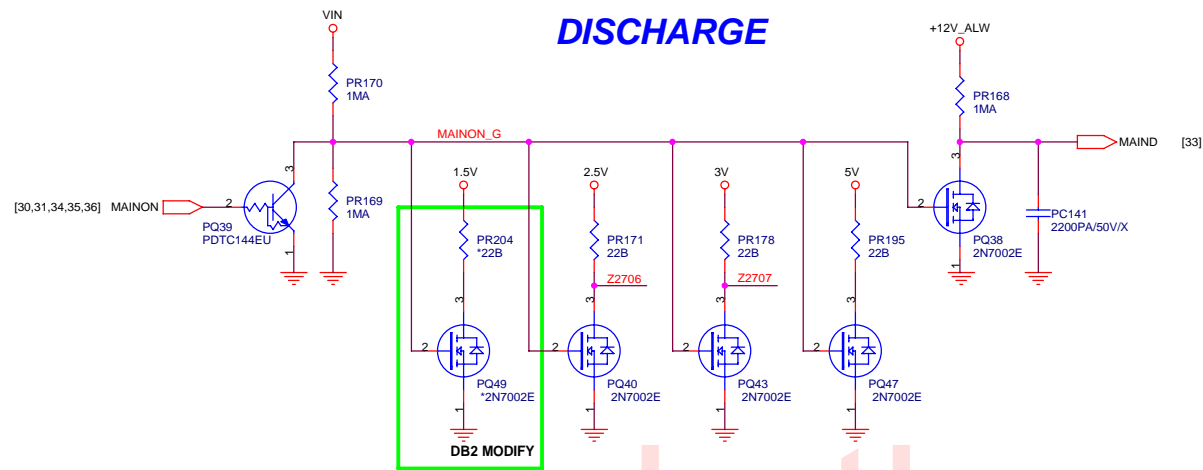 DISCHARGE
VIN
+12V_ALW
PR170
1MA
PR168
1MA
MAINON_G
MAIND [33]
3
3
1.5V
2.5V
3V
5V
[30,31,34,35,36] MAINON
2
PR169
1MA
2
PQ39
PDTC144EU
1
PQ38
2N7002E
1
PC141
2200PA/50V/X
PR204
*22B
PR171
22B
PR178
22B
PR195
22B
Z2706
Z2707
3
3
3
3
2
2
2
2
PQ49
*2N7002E
PQ40
2N7002E
PQ43
2N7002E
PQ47
2N7002E
1
1
1
1
DB2 MODIFY